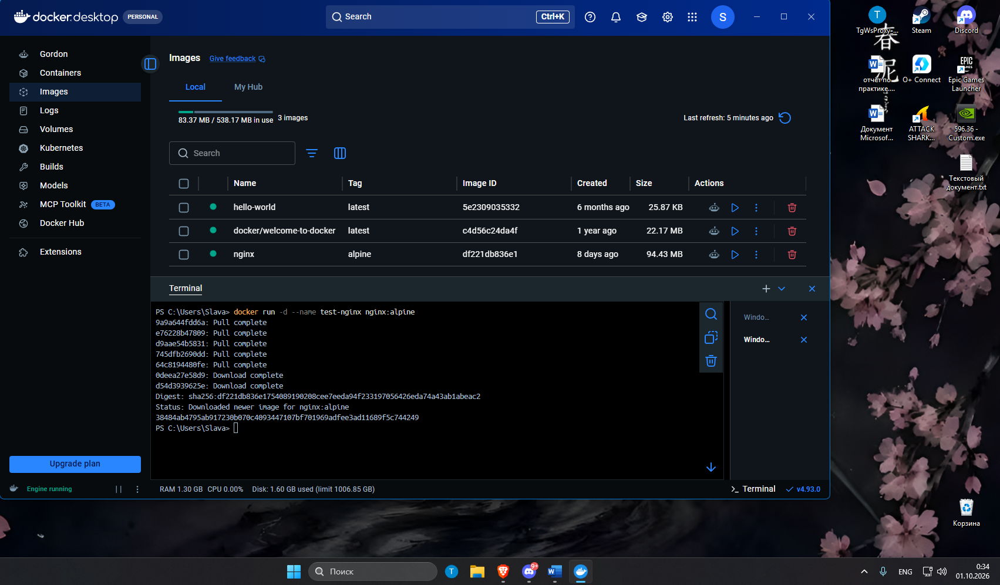 docker.desktop PERSONAL
Search Ctrl+K
S
Gordon
Containers
Images
Logs
Volumes
Kubernetes
Builds
Models
MCP Toolkit BETA
Docker Hub
Extensions
Upgrade plan
Images Give feedback
Local My Hub
83.37 MB / 538.17 MB in use 3 images
Last refresh: 5 minutes ago
Search
Name Tag Image ID Created Size Actions
hello-world latest 5e2309035332 6 months ago 25.87 KB
docker/welcome-to-docker latest c4d56c24da4f 1 year ago 22.17 MB
nginx alpine df221db836e1 8 days ago 94.43 MB
Terminal
PS C:\Users\Slava> docker run -d --name test-nginx nginx:alpine
9a9a644fdd6a: Pull complete
e76228b47809: Pull complete
d9aae54b5831: Pull complete
745dfb2690dd: Pull complete
64c8194480fe: Pull complete
0deea27e58d9: Download complete
d54d3939625e: Download complete
Digest: sha256:df221db836e1754089190208cee7eeda94f233197056426eda74a43ab1abeac2
Status: Downloaded newer image for nginx:alpine
38484ab4795ab917230b070c4093447107bf701969adfee3ad11689f5c744249
PS C:\Users\Slava>
Windo...
Windo...
Engine running
RAM 1.30 GB CPU 0.00% Disk: 1.60 GB used (limit 1006.85 GB)
Terminal v4.93.0
T
TgWsProxy_...
Steam
Discord
春
泥
отчёт по
практике....
O+ Connect
EPIC
GAMES
Epic Games
Launcher
Документ
Microsof...
ATTACK
SHARK...
596.36 -
Custom.exe
Текстовый
документ.txt
Корзина
Поиск
T
9+
ENG
0:34
01.10.2026